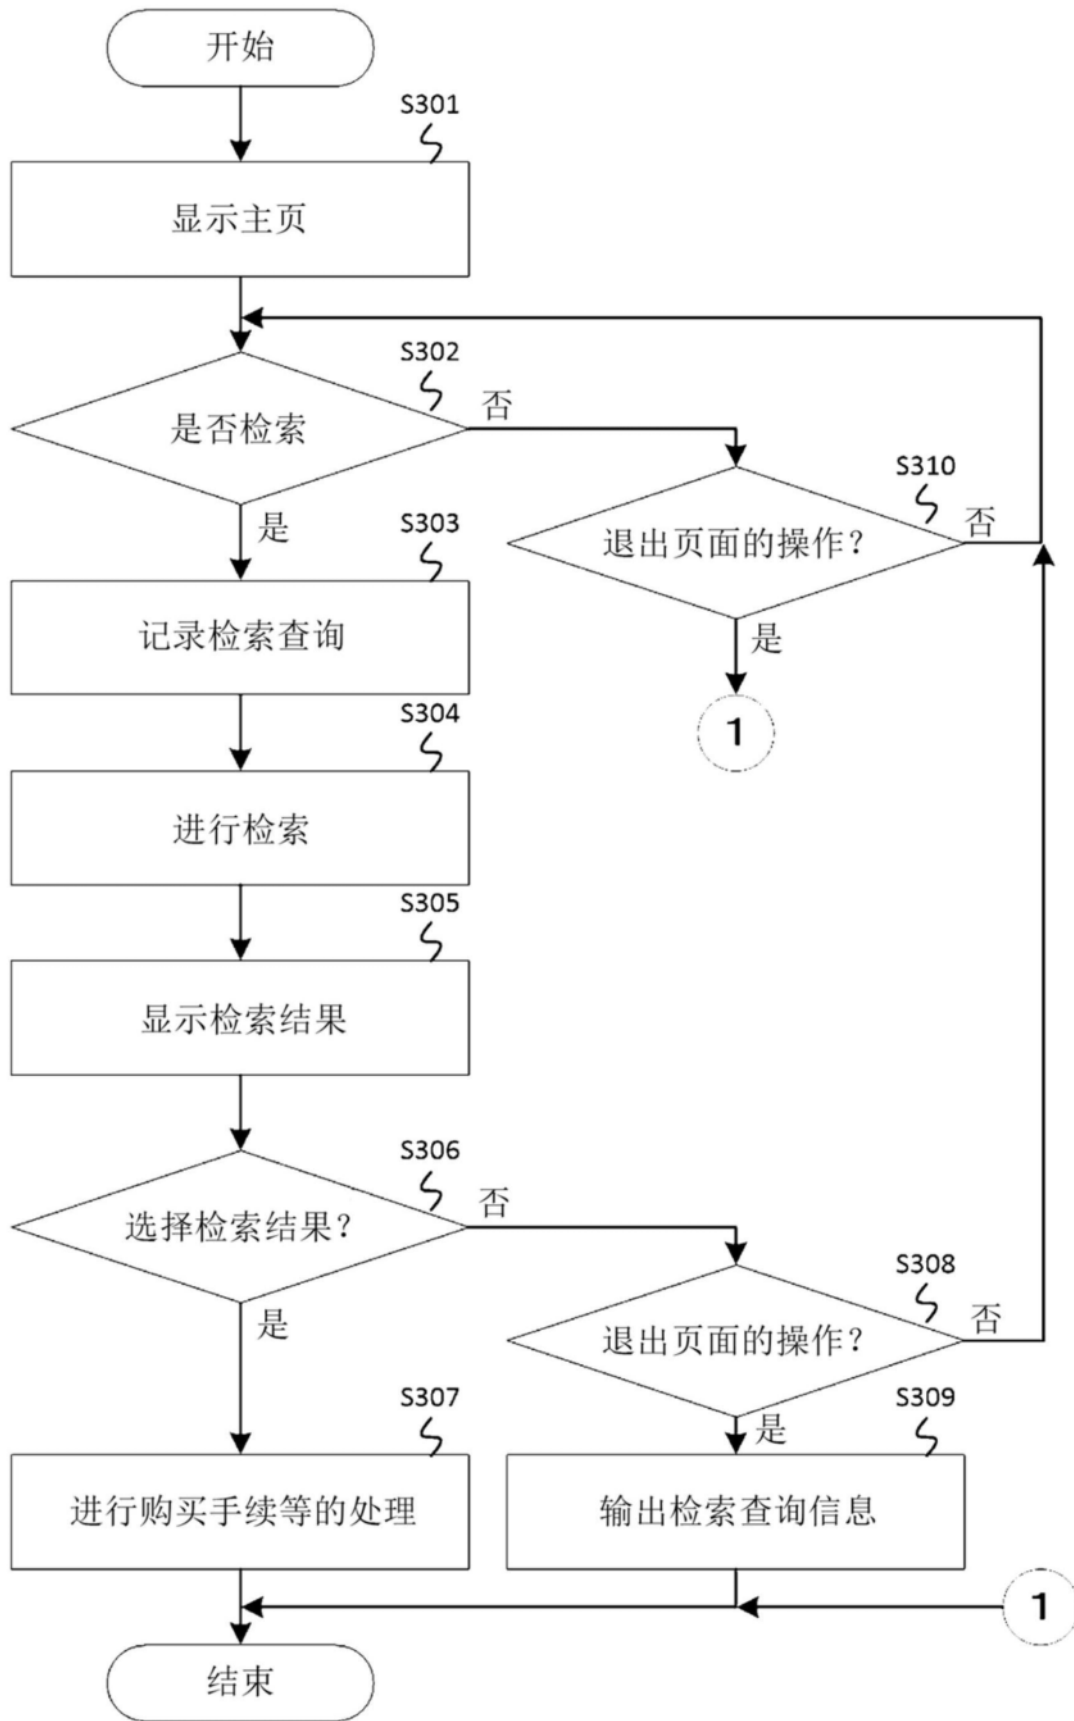 开始
S301
显示主页
S302
是否检索
否
S310
退出页面的操作？
否
是
S303
记录检索查询
是
1
S304
进行检索
S305
显示检索结果
S306
选择检索结果？
否
S308
退出页面的操作？
否
是
S307
进行购买手续等的处理
是
S309
输出检索查询信息
1
结束